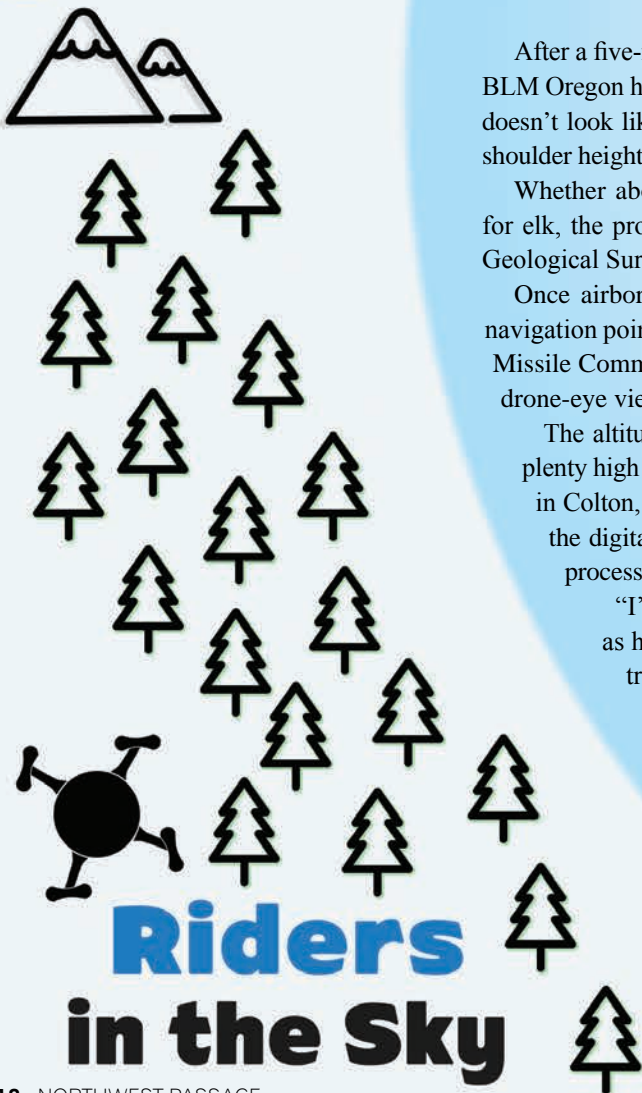 After a five-
BLM Oregon h
doesn't look lik
shoulder height
Whether abo
for elk, the pro
Geological Sur
Once airbor
navigation poin
Missile Comm
drone-eye vie
The altitu
plenty high
in Colton,
the digita
process
"I'
as h
tr
Riders
in the Sky
NORTHWEST PASSAGE